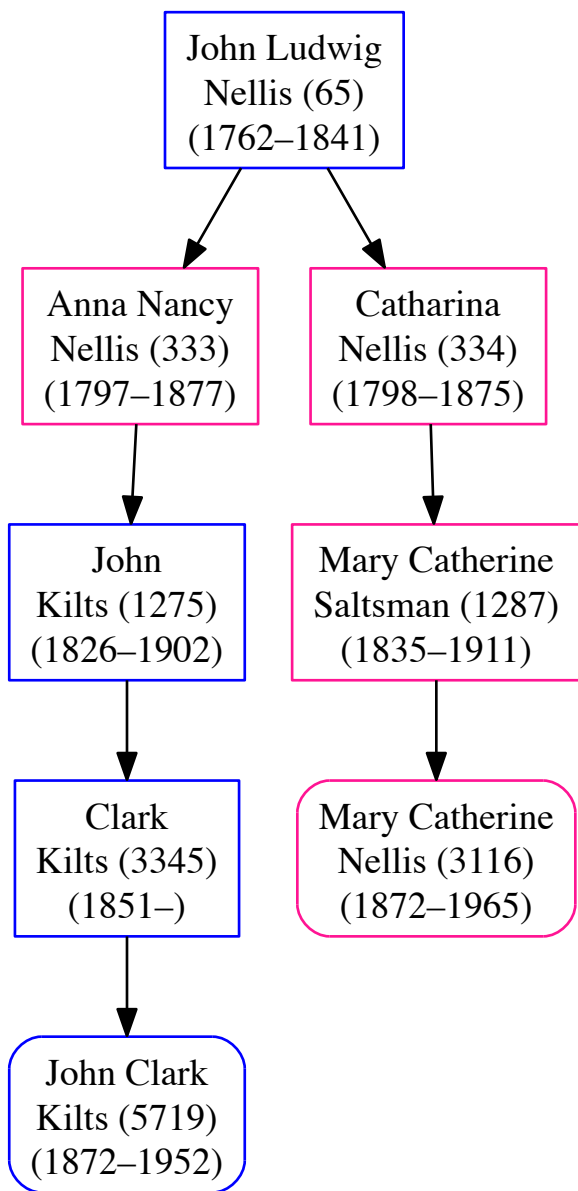 John Ludwig
Nellis (65)
(1762–1841)
Anna Nancy
Nellis (333)
(1797–1877)
Catharina
Nellis (334)
(1798–1875)
John
Kilts (1275)
(1826–1902)
Mary Catherine
Saltsman (1287)
(1835–1911)
Clark
Kilts (3345)
(1851–)
Mary Catherine
Nellis (3116)
(1872–1965)
John Clark
Kilts (5719)
(1872–1952)